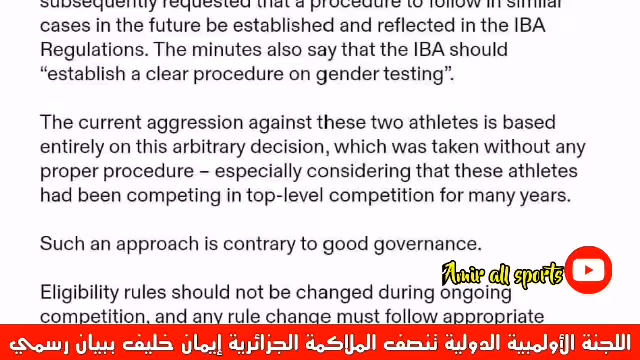 subsequently requested that a procedure to follow in similar
cases in the future be established and reflected in the IBA
Regulations. The minutes also say that the IBA should
“establish a clear procedure on gender testing”.
The current aggression against these two athletes is based
entirely on this arbitrary decision, which was taken without any
proper procedure – especially considering that these athletes
had been competing in top-level competition for many years.
Such an approach is contrary to good governance.
Amir all sports
Eligibility rules should not be changed during ongoing
competition, and any rule change must follow appropriate
اللجنة الأولمبية الدولية تنصف الملاكمة الجزائرية إيمان خليف ببيان رسمي